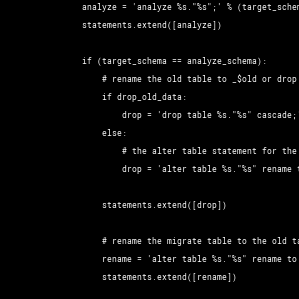 analyze = 'analyze %s."%s";' % (target_schem
statements.extend([analyze])
if (target_schema == analyze_schema):
# rename the old table to _$old or drop
if drop_old_data:
drop = 'drop table %s."%s" cascade;
else:
# the alter table statement for the
drop = 'alter table %s."%s" rename t
statements.extend([drop])
# rename the migrate table to the old ta
rename = 'alter table %s."%s" rename to
statements.extend([rename])